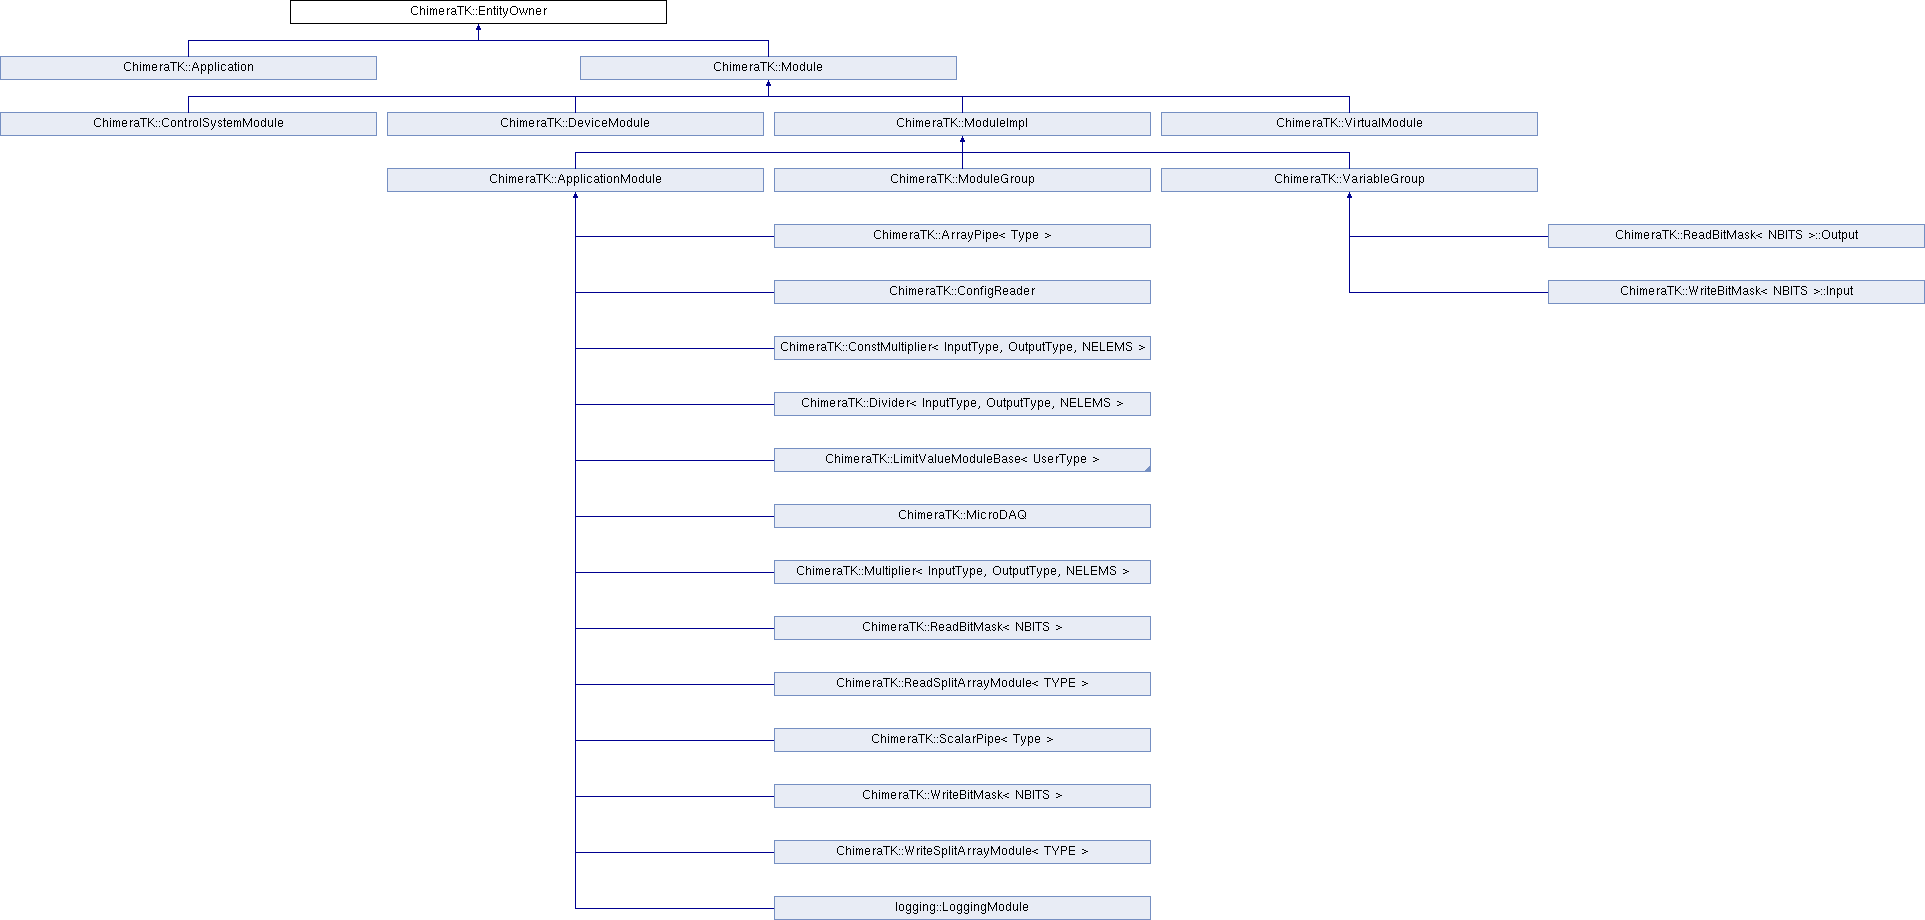 ChimeraTK::EntityOwner
ChimeraTK::Application
ChimeraTK::Module
ChimeraTK::ControlSystemModule
ChimeraTK::DeviceModule
ChimeraTK::ModuleImpl
ChimeraTK::VirtualModule
ChimeraTK::ApplicationModule
ChimeraTK::ModuleGroup
ChimeraTK::VariableGroup
ChimeraTK::ArrayPipe< Type >
ChimeraTK::ReadBitMask< NBITS >::Output
ChimeraTK::ConfigReader
ChimeraTK::WriteBitMask< NBITS >::Input
ChimeraTK::ConstMultiplier< InputType, OutputType, NELEMS >
ChimeraTK::Divider< InputType, OutputType, NELEMS >
ChimeraTK::LimitValueModuleBase< UserType >
ChimeraTK::MicroDAQ
ChimeraTK::Multiplier< InputType, OutputType, NELEMS >
ChimeraTK::ReadBitMask< NBITS >
ChimeraTK::ReadSplitArrayModule< TYPE >
ChimeraTK::ScalarPipe< Type >
ChimeraTK::WriteBitMask< NBITS >
ChimeraTK::WriteSplitArrayModule< TYPE >
logging::LoggingModule